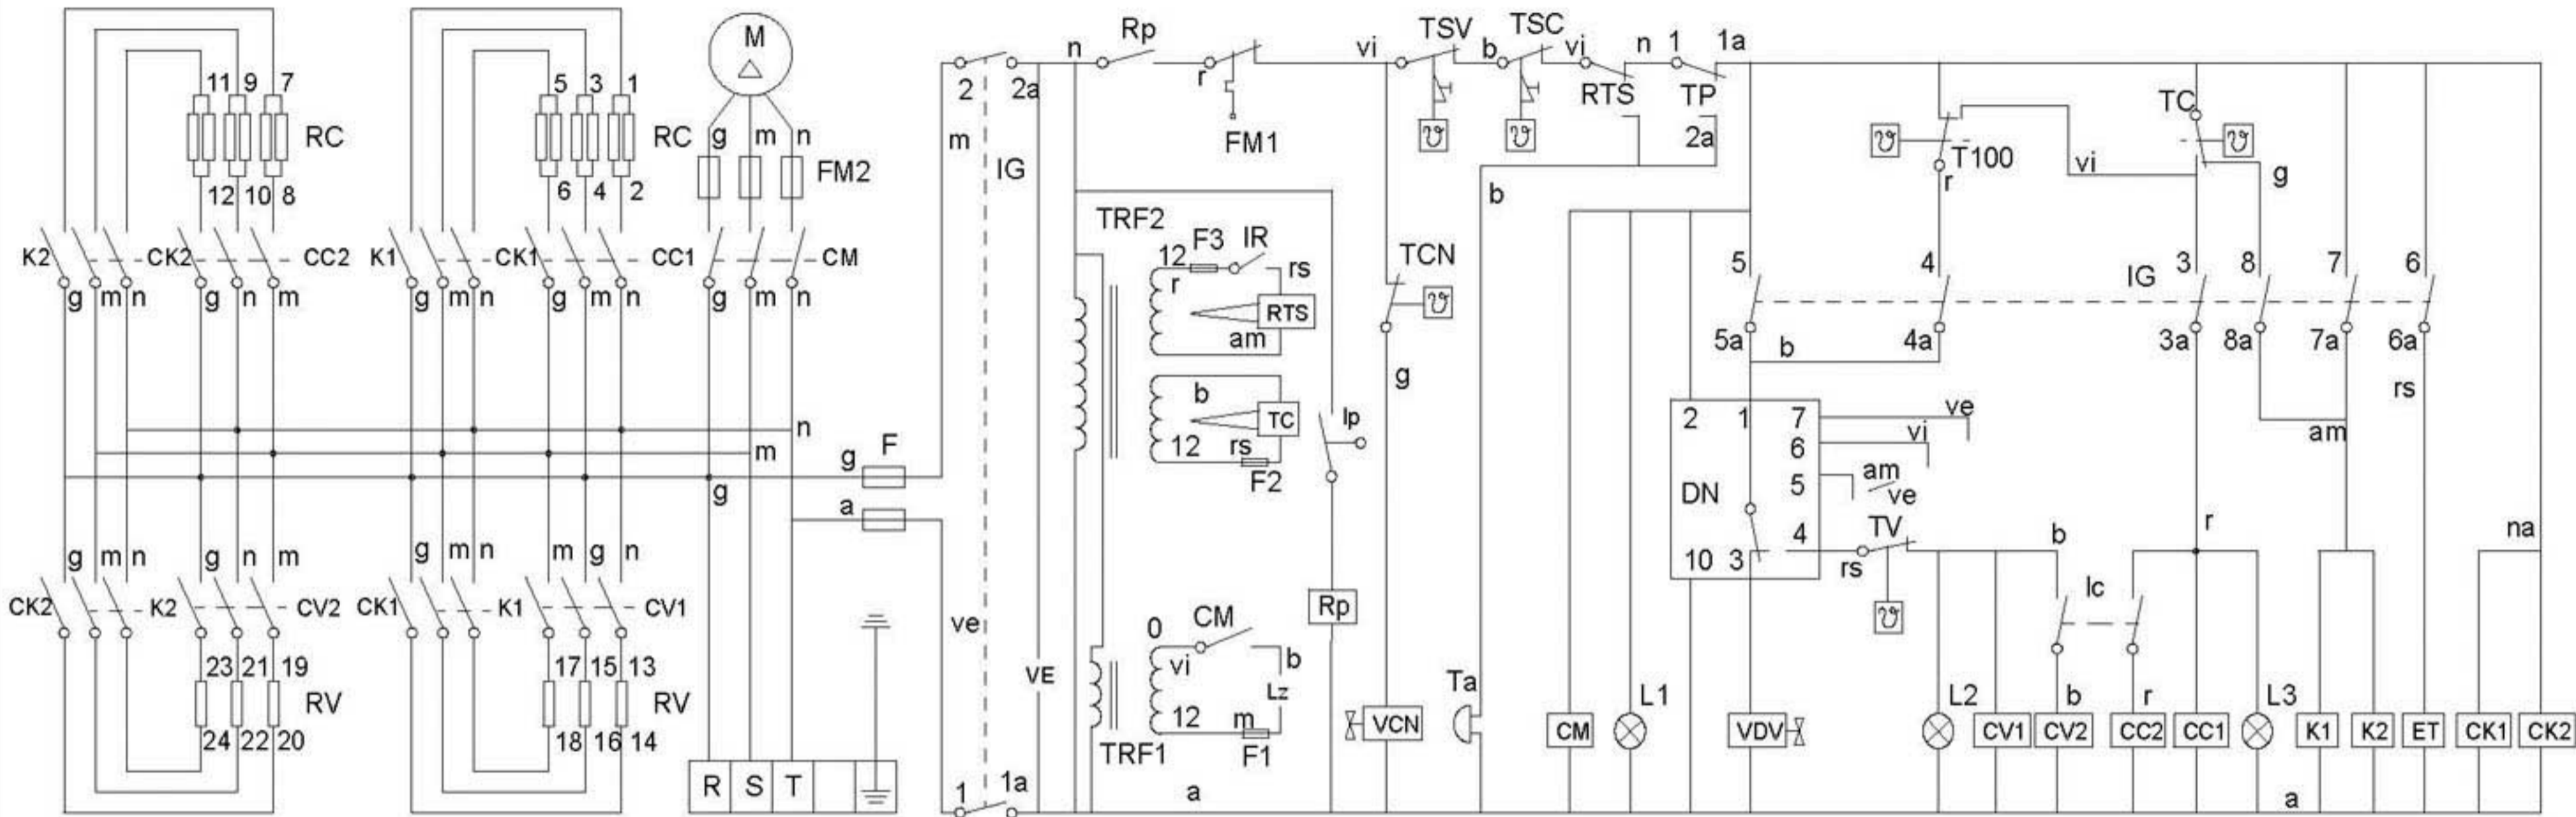 M
Rp
n
vi
TSV
TSC
b
vi
n
1
1a
r
2
2a
FM1
RTS
TP
2a
11 9 7
5 3 1
RC
RC
g m n
FM2
m
IG
ϑ
ϑ
ϑ
T100
r
vi
TC
ϑ
g
12 10 8
6 4 2
b
K2
CK2
CC2
K1
CK1
CC1
CM
g m n
g n m
g m n
g m n
g m n
TRF2
12
F3
IR
r
rs
RTS
am
b
12
TC
rs
F2
TCN
ϑ
g
Ip
5
4
IG
3
8
7
6
5a
b
4a
3a
8a
7a
6a
rs
am
n
m
g
g
F
a
2 1 7
ve
6
vi
5
am
ve
DN
4
10 3
rs
TV
ϑ
b
Ic
r
na
g m n
g n m
g m n
m g n
CK2
K2
CV2
CK1
K1
CV1
ve
VE
0
CM
vi
b
Lz
12
m
F1
TRF1
Rp
23 21 19
RV
24 22 20
17 15 13
RV
18 16 14
R S T
1
1a
a
VCN
Ta
CM
L1
VDV
L2
CV1
b
CV2
r
CC2
CC1
L3
K1
K2
ET
CK1
CK2
a